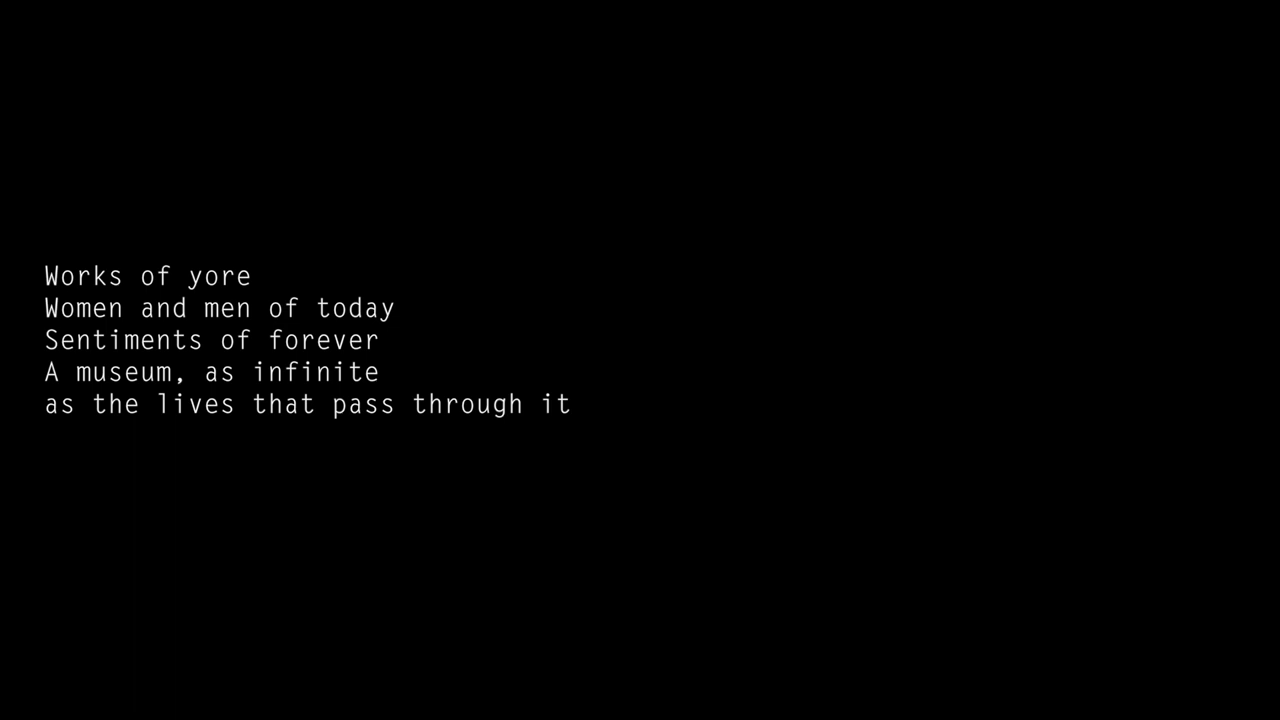 Works of yore
Women and men of today
Sentiments of forever
A museum, as infinite
as the lives that pass through it